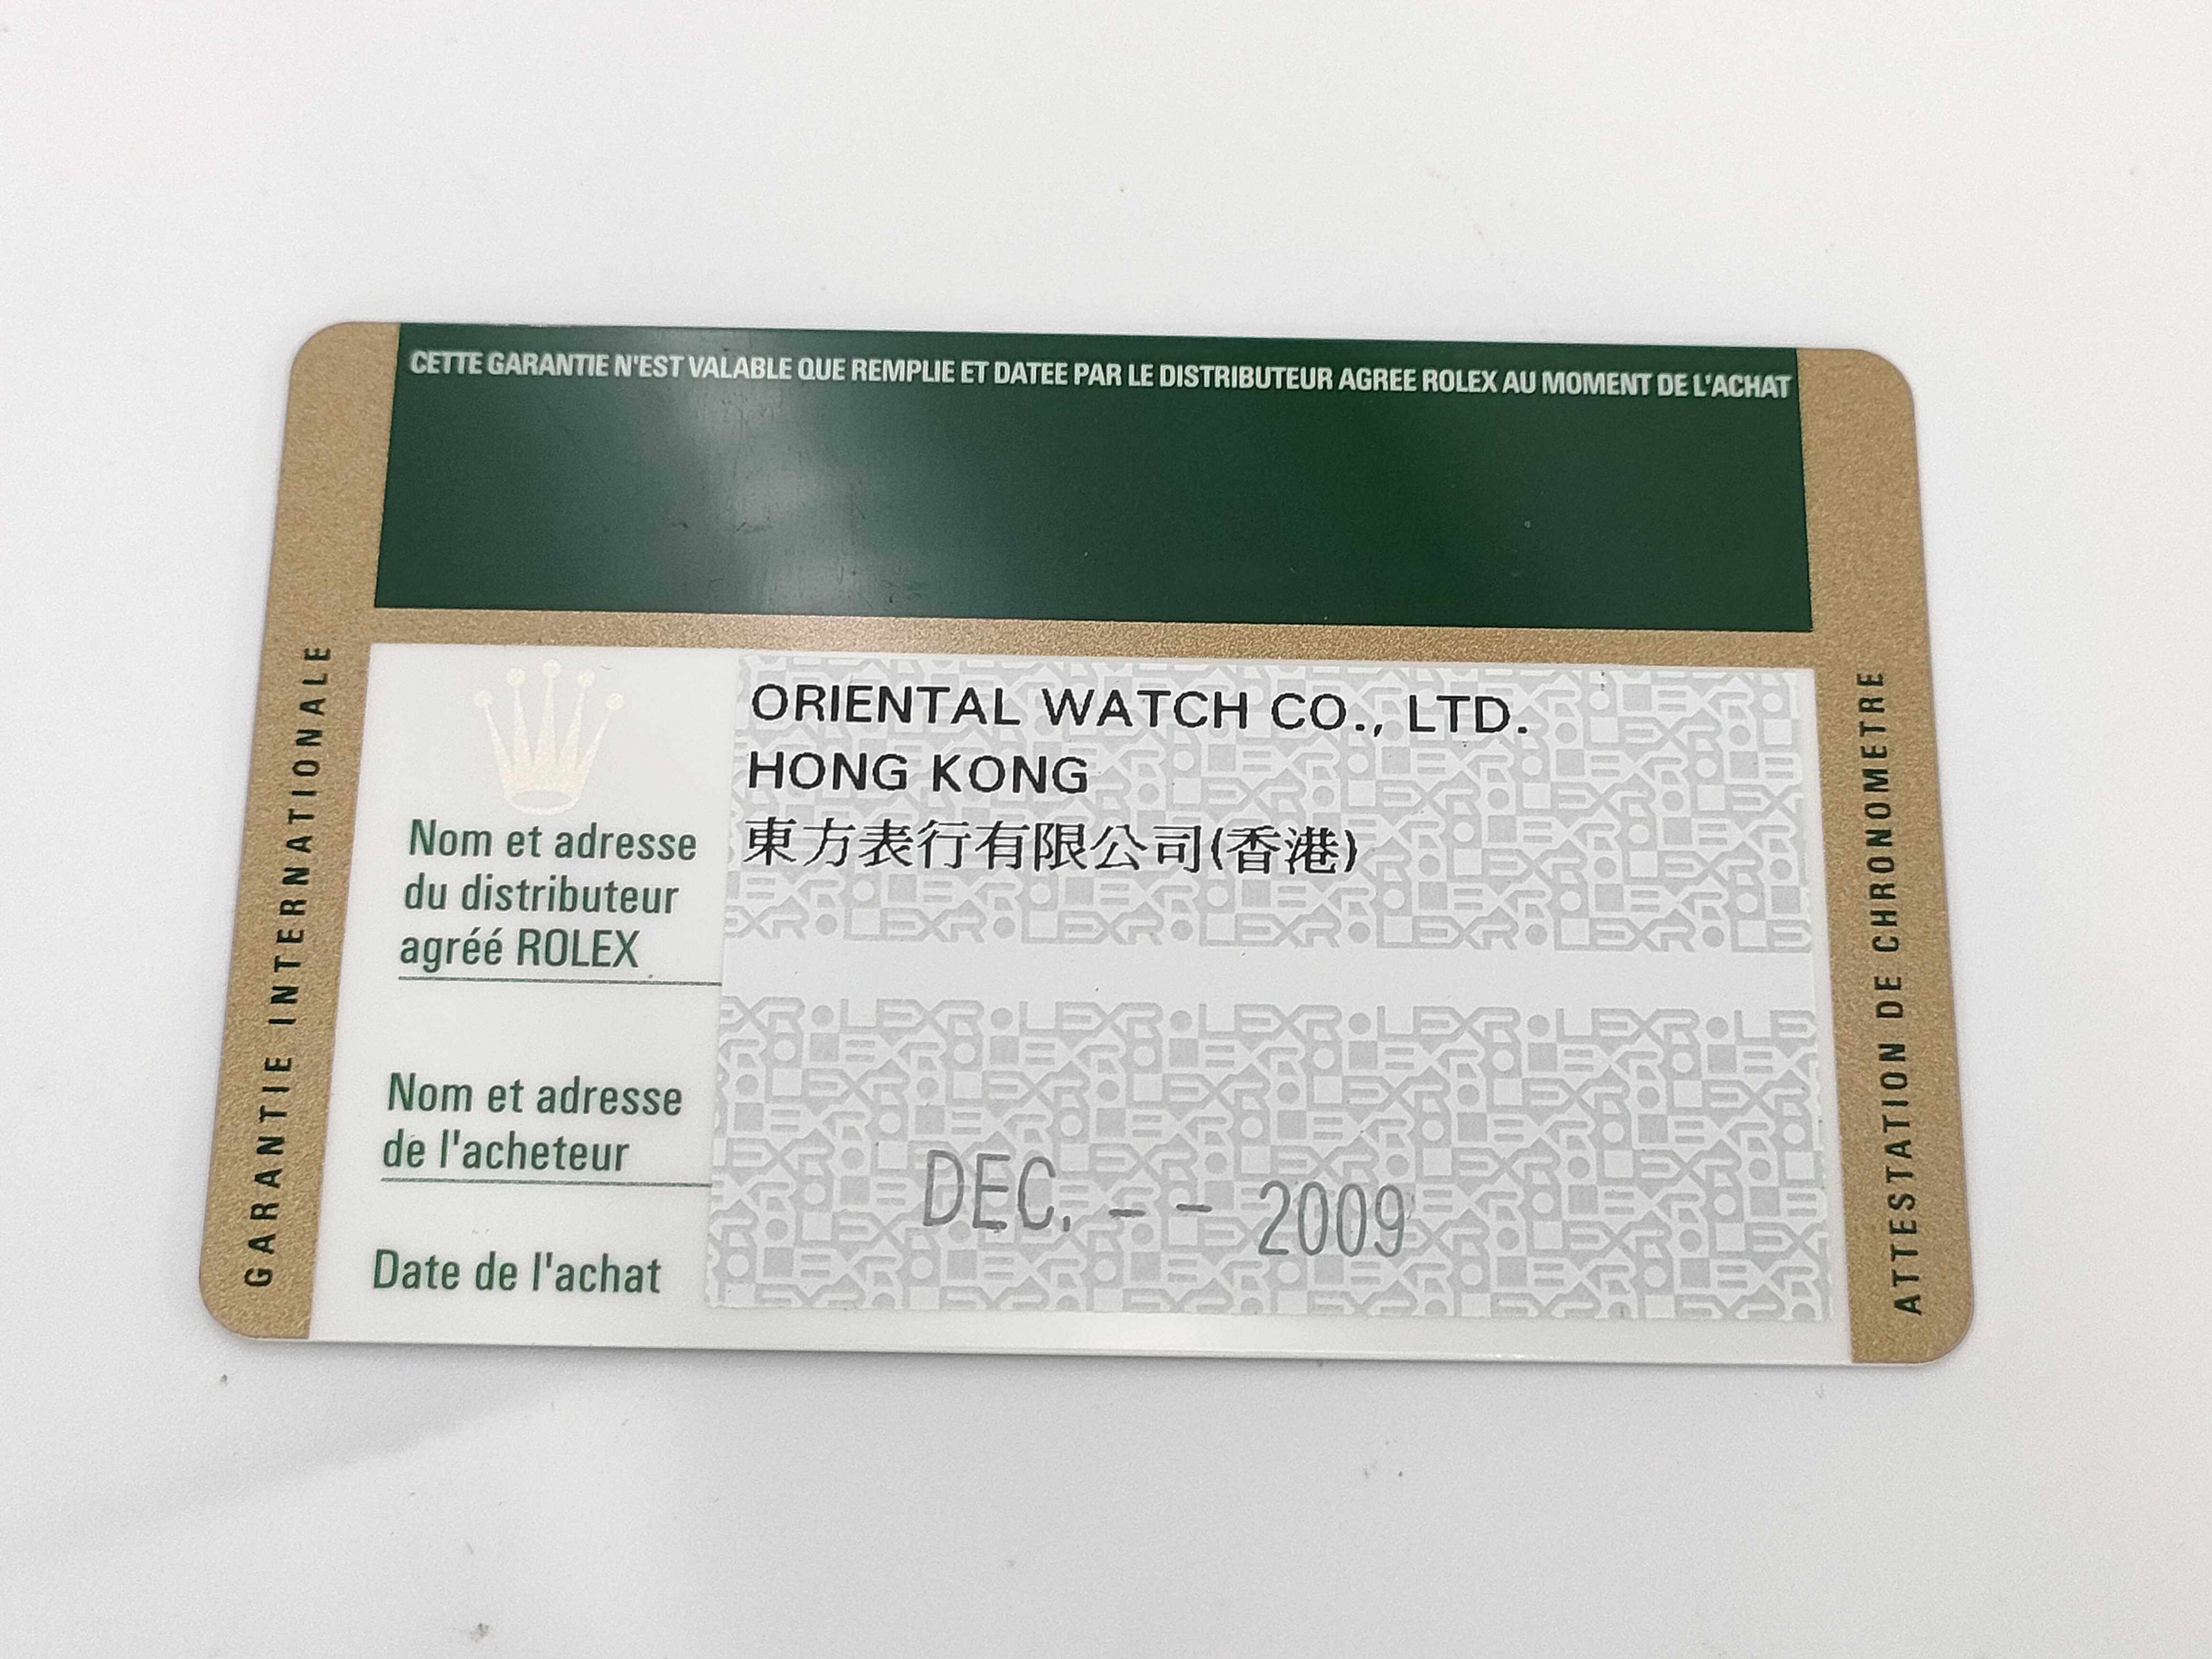 CETTE GARANTIE N'EST VALABLE QUE REMPLIE ET DATEE PAR LE DISTRIBUTEUR AGREE ROLEX AU MOMENT DE L'ACHAT
GARANTIE INTERNATIONALE
Nom et adresse
du distributeur
agréé ROLEX
ORIENTAL WATCH CO., LTD.
HONG KONG
東方表行有限公司(香港)
Nom et adresse
de l'acheteur
Date de l'achat
DEC. - - 2009
ATTESTATION DE CHRONOMETRE